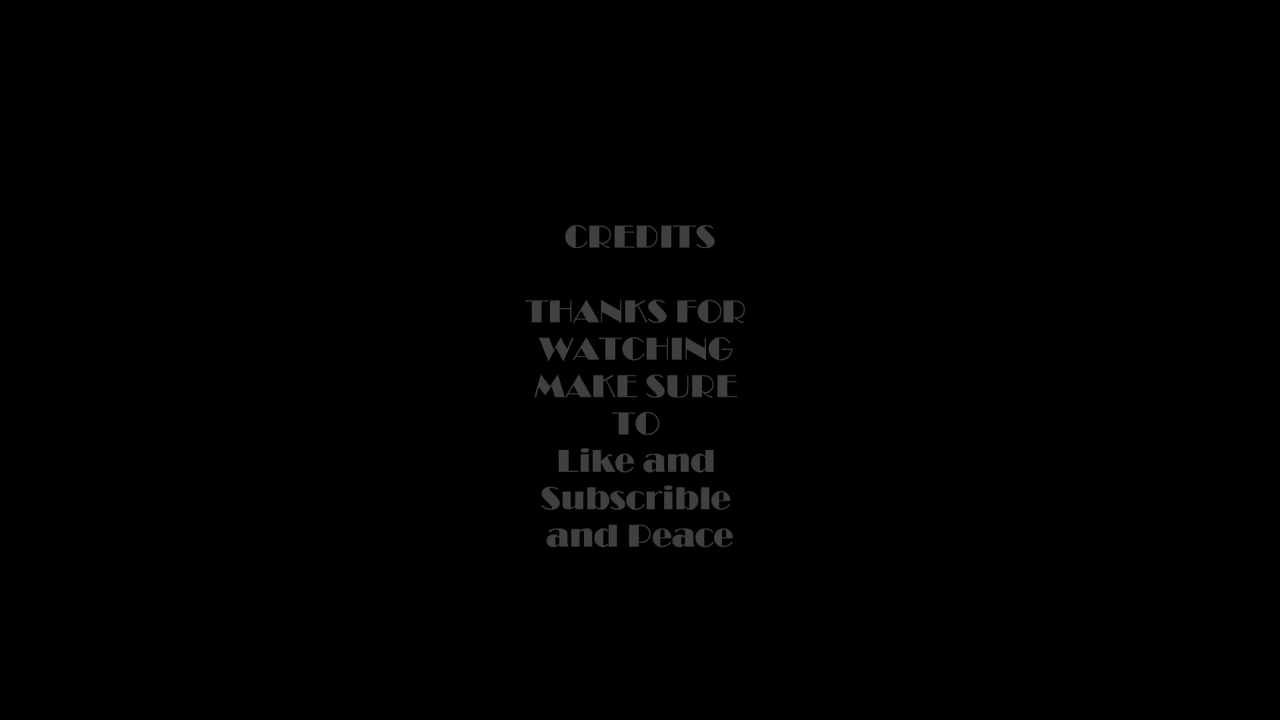 CREDITS
THANKS FOR
WATCHING
MAKE SURE
TO
Like and
Subscrible
and Peace